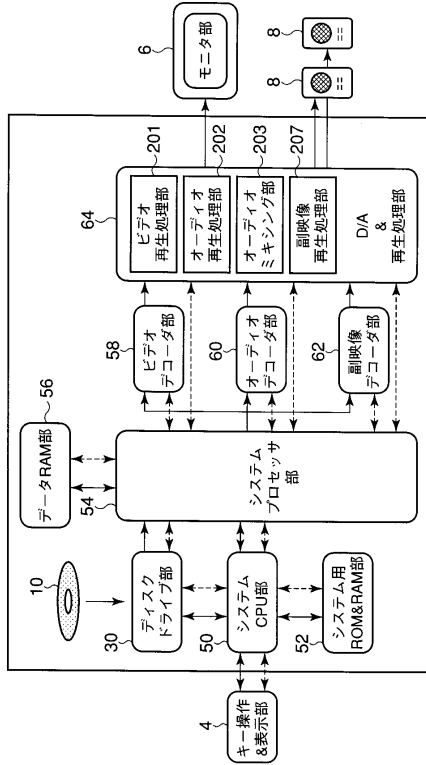 10
ディスク
ドライブ部
30
キー操作
&表示部
4
システム
CPU部
50
システム用
ROM&RAM部
52
データRAM部
56
システム
プロセッサ
部
54
ビデオ
デコーダ部
58
オーディオ
デコーダ部
60
副映像
デコーダ部
62
64
ビデオ
再生処理部
201
オーディオ
再生処理部
202
オーディオ
ミキシング部
203
副映像
再生処理部
207
D/A
&
再生処理部
モニタ部
6
8
8